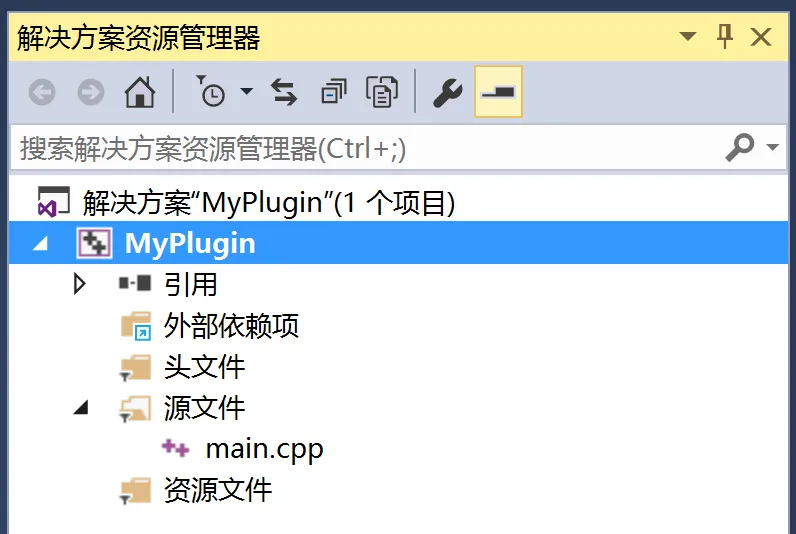 解决方案资源管理器
搜索解决方案资源管理器(Ctrl+;)
解决方案“MyPlugin”(1 个项目)
MyPlugin
引用
外部依赖项
头文件
源文件
main.cpp
资源文件